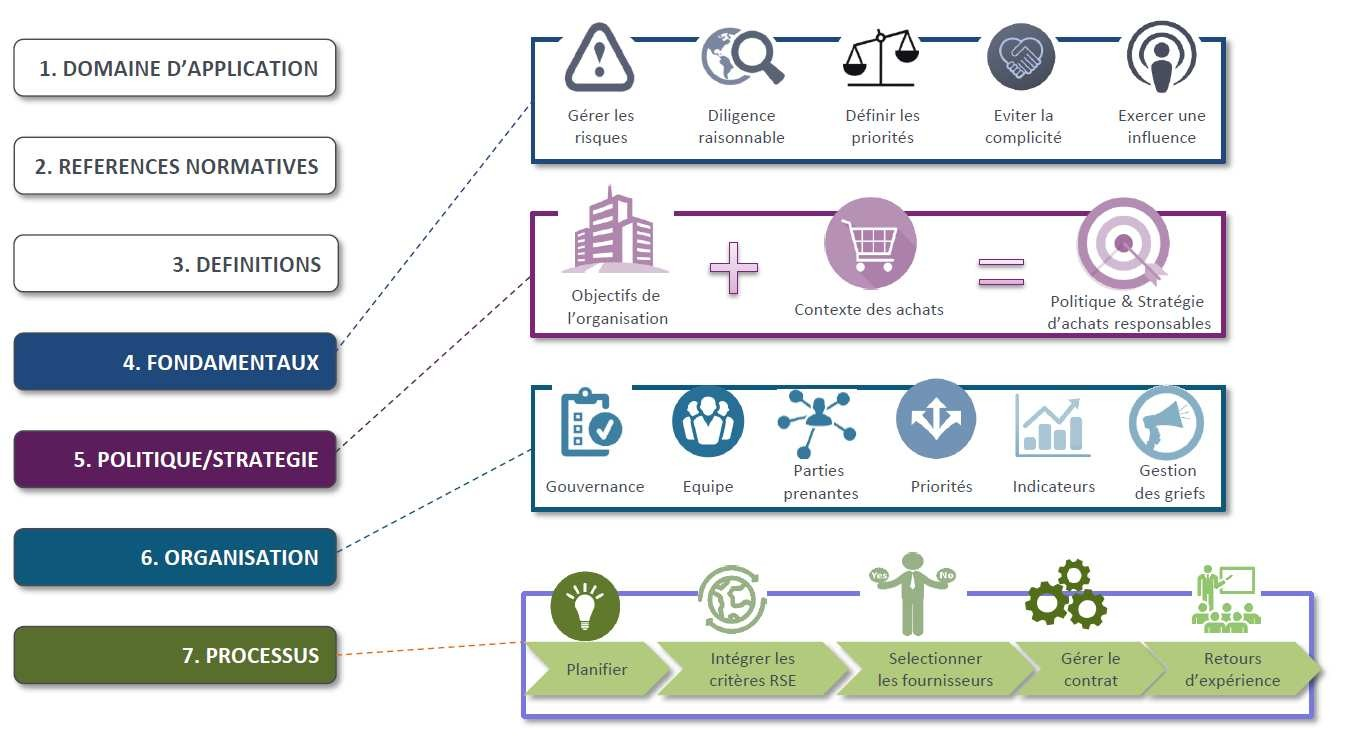 1. DOMAINE D’APPLICATION
2. REFERENCES NORMATIVES
3. DEFINITIONS
4. FONDAMENTAUX
5. POLITIQUE/STRATEGIE
6. ORGANISATION
7. PROCESSUS
Gérer les
risques
Diligence
raisonnable
Définir les
priorités
Eviter la
complicité
Exercer une
influence
Objectifs de
l’organisation
Contexte des achats
Politique & Stratégie
d’achats responsables
Gouvernance
Equipe
Parties
prenantes
Priorités
Indicateurs
Gestion
des griefs
Yes
No
Planifier
Intégrer les
critères RSE
Selectionner
les fournisseurs
Gérer le
contrat
Retours
d’expérience